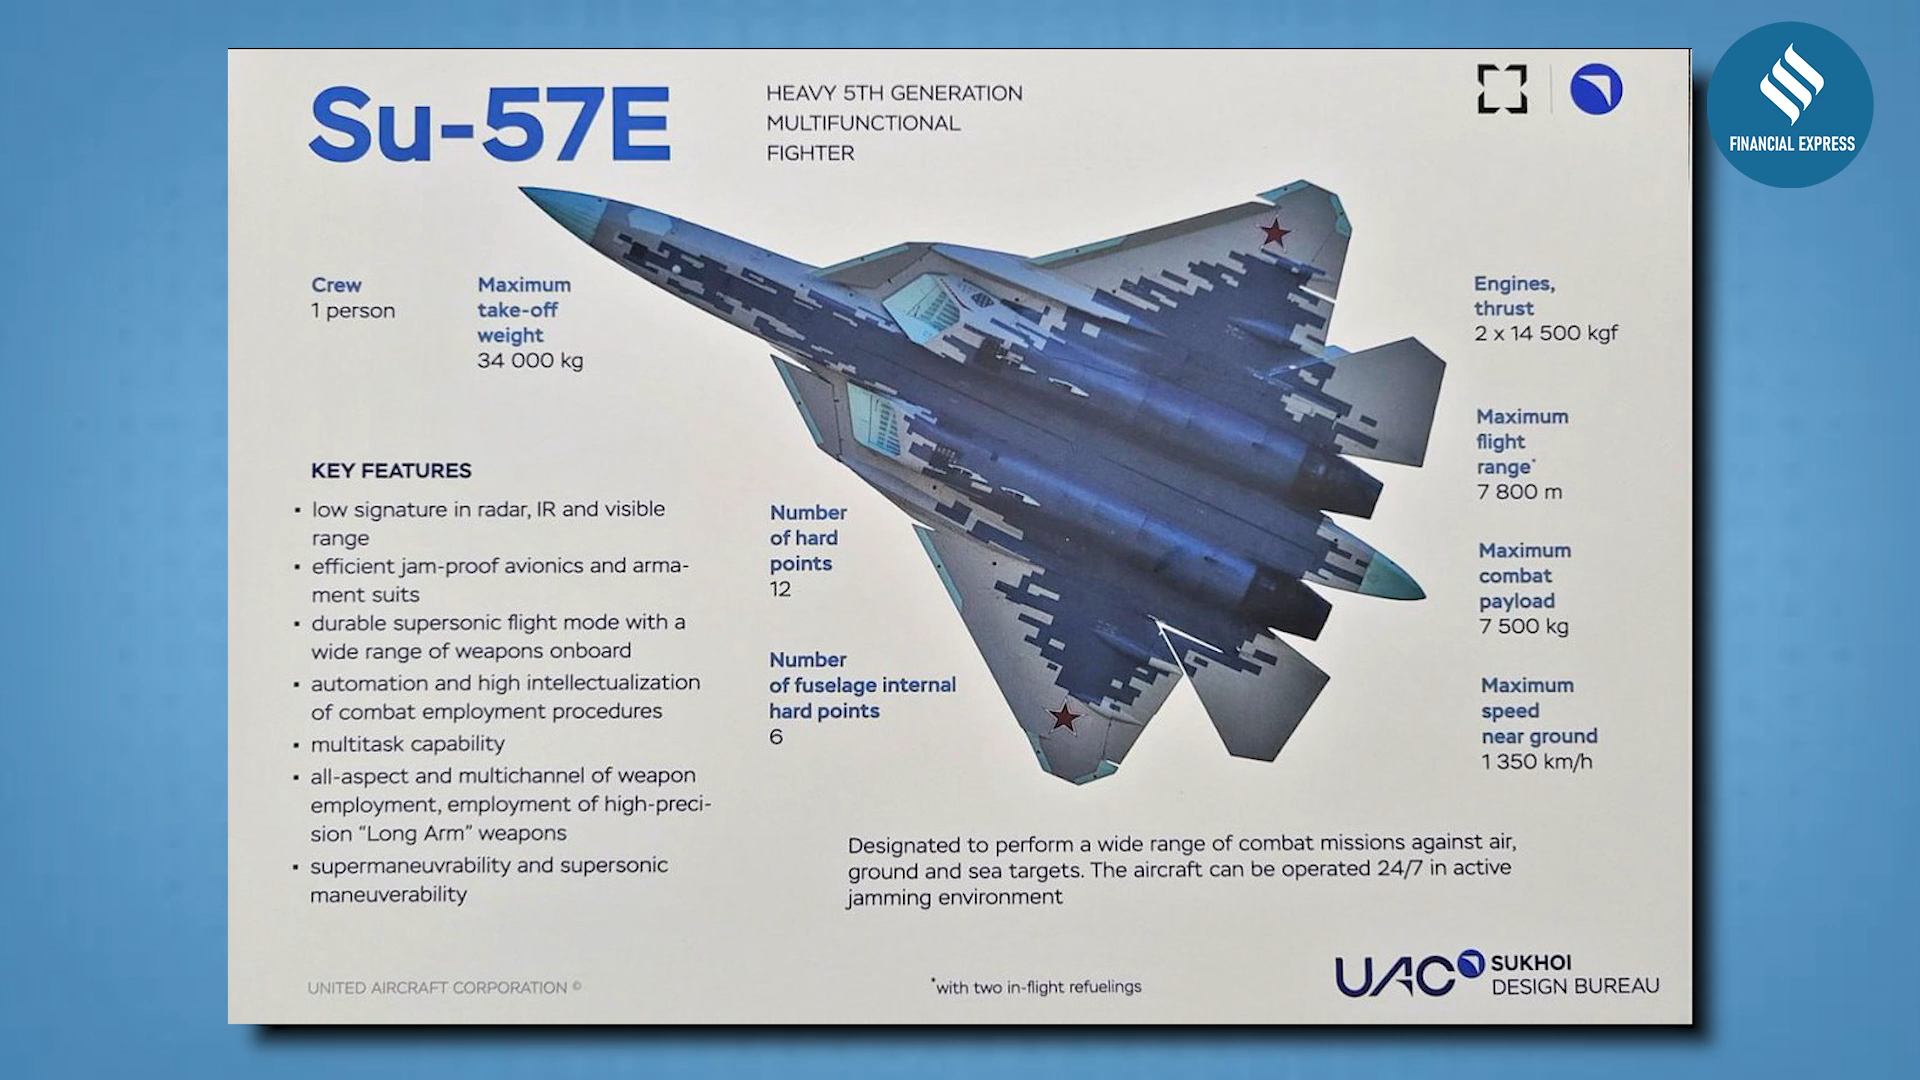 Su-57E
HEAVY 5TH GENERATION
MULTIFUNCTIONAL
FIGHTER
FINANCIAL EXPRESS
Crew
1 person
Maximum
take-off
weight
34 000 kg
Engines,
thrust
2 x 14 500 kgf
Maximum
flight
range*
7 800 m
Maximum
combat
payload
7 500 kg
Maximum
speed
near ground
1 350 km/h
KEY FEATURES
▪ low signature in radar, IR and visible
range
▪ efficient jam-proof avionics and arma-
ment suits
▪ durable supersonic flight mode with a
wide range of weapons onboard
▪ automation and high intellectualization
of combat employment procedures
▪ multitask capability
▪ all-aspect and multichannel of weapon
employment, employment of high-preci-
sion “Long Arm” weapons
▪ supermaneuvrability and supersonic
maneuverability
Number
of hard
points
12
Number
of fuselage internal
hard points
6
Designated to perform a wide range of combat missions against air,
ground and sea targets. The aircraft can be operated 24/7 in active
jamming environment
UNITED AIRCRAFT CORPORATION ©
*with two in-flight refuelings
UAC SUKHOI
DESIGN BUREAU